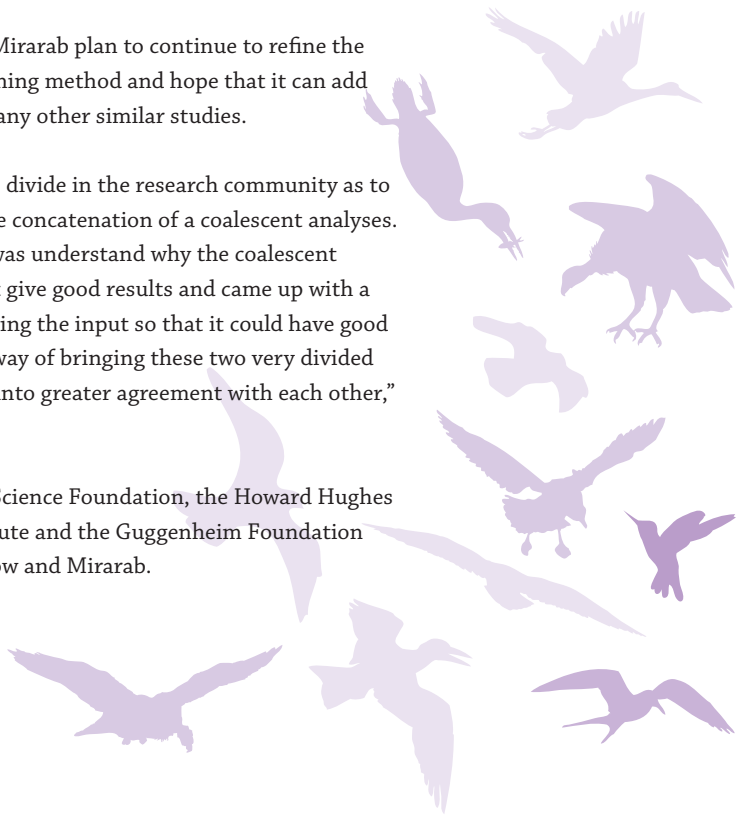 Mirarab plan to continue to refine the
ning method and hope that it can add
any other similar studies.
divide in the research community as to
e concatenation of a coalescent analyses.
was understand why the coalescent
t give good results and came up with a
ing the input so that it could have good
way of bringing these two very divided
into greater agreement with each other,”
Science Foundation, the Howard Hughes
ute and the Guggenheim Foundation
ow and Mirarab.